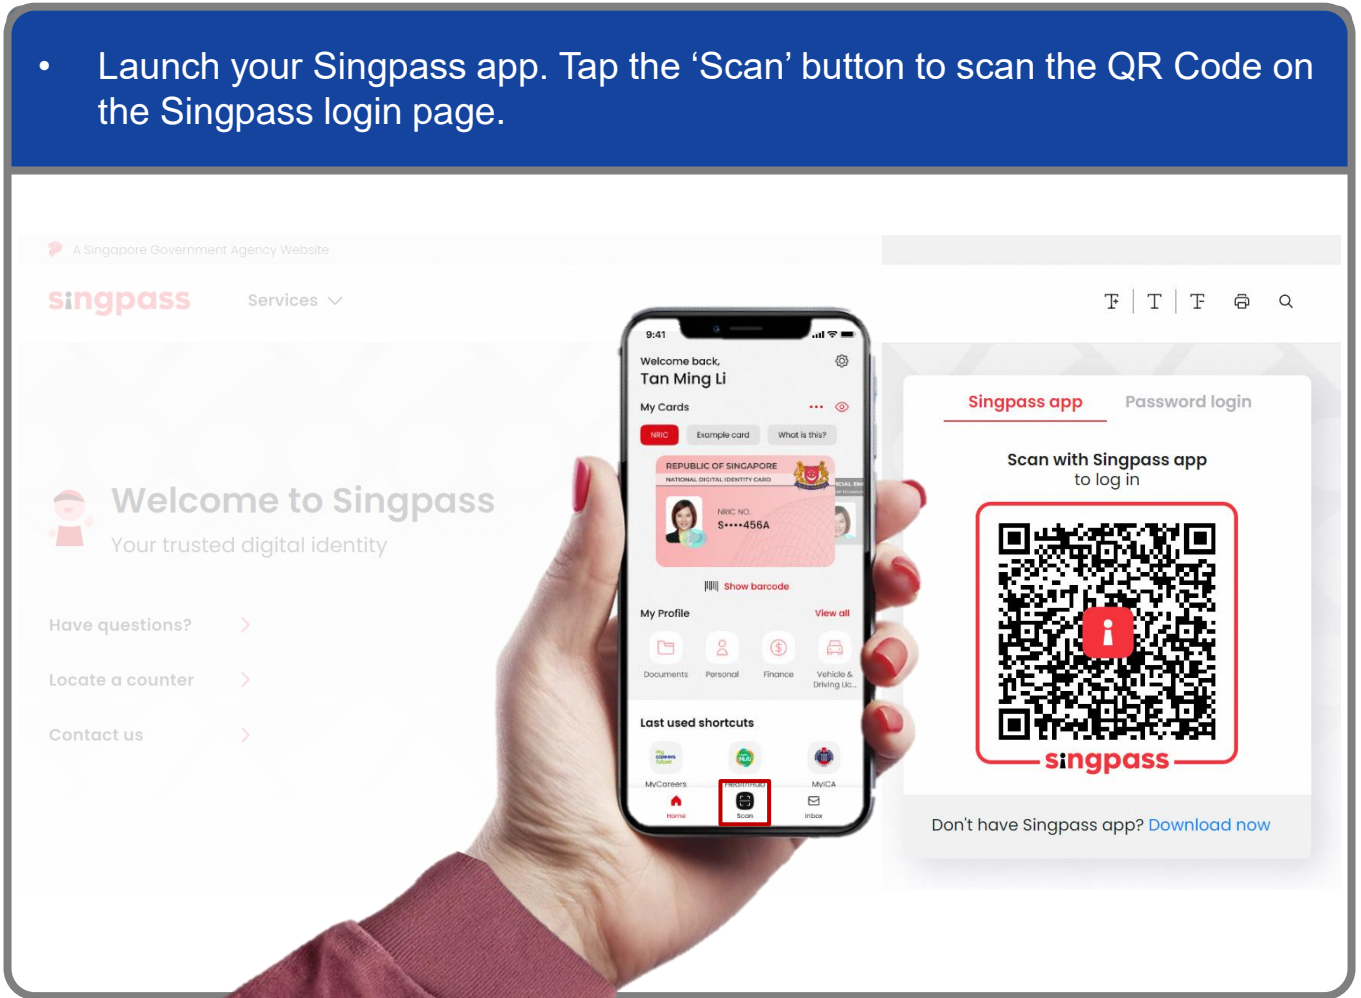 • Launch your Singpass app. Tap the ‘Scan’ button to scan the QR Code on
the Singpass login page.
A Singapore Government Agency Website
singpass
Services
Welcome to Singpass
Your trusted digital identity
Have questions?
Locate a counter
Contact us
9:41
Welcome back,
Tan Ming Li
My Cards
NRIC Example card What is this?
REPUBLIC OF SINGAPORE
NATIONAL DIGITAL IDENTITY CARD
NRIC NO.
S••••456A
Show barcode
My Profile View all
Documents Personal Finance Vehicle &
Driving Lic...
Last used shortcuts
my
careers
future
Hub
MyCareers HealthHub MyICA
Home Scan Inbox
T+ T T-
Singpass app Password login
Scan with Singpass app
to log in
singpass
Don't have Singpass app? Download now